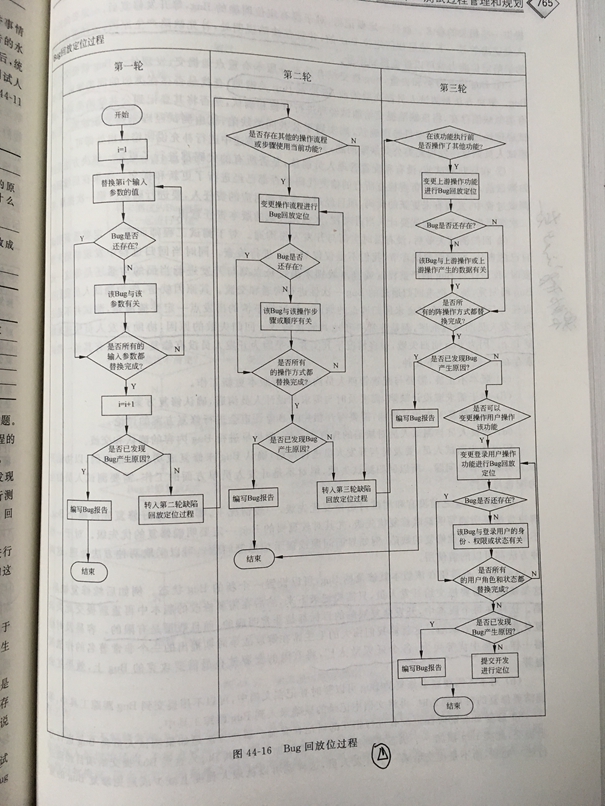 测试过程管理和规划
765
Bug回放定位过程
第一轮
开始
i=1
替换第i个输入
参数的值
Bug是否
还存在?
Y
N
该Bug与该
参数有关
是否所有的
输入参数都
替换完成?
N
Y
i=i+1
是否已发现
Bug产生原因?
Y
N
编写Bug报告
转入第二轮缺陷
回放定位过程
结束
第二轮
是否存在其他的操作流程
或步骤使用当前功能?
N
Y
变更操作流程进行
Bug回放定位
Bug是否
还存在?
Y
N
该Bug与该操作步
骤或顺序有关
是否所有
的操作方式都
替换完成?
N
Y
是否已发现Bug
产生原因?
Y
N
编写Bug报告
转入第三轮缺陷
回放定位过程
结束
第三轮
在该功能执行前
是否操作了其他功能?
Y
变更上游操作功能
进行Bug回放定位
Bug是否还存在?
Y
N
该Bug与上游操作或上
游操作产生的数据有关
是否所
有的阵操作方式都替
换完成?
Y
是否已发现Bug
产生原因?
Y
N
编写Bug报告
是否可以
变更操作用户操作
该功能
Y
变更登录用户操作
功能进行Bug回放
定位
Bug是否还存在?
Y
N
该Bug与登录用户的身
份、权限或状态有关
是否所有
的用户角色和状态都
替换完成?
N
Y
是否已发现
Bug产生原因?
Y
N
编写Bug报告
提交开发
进行定位
结束
图 44-16 Bug 回放位过程